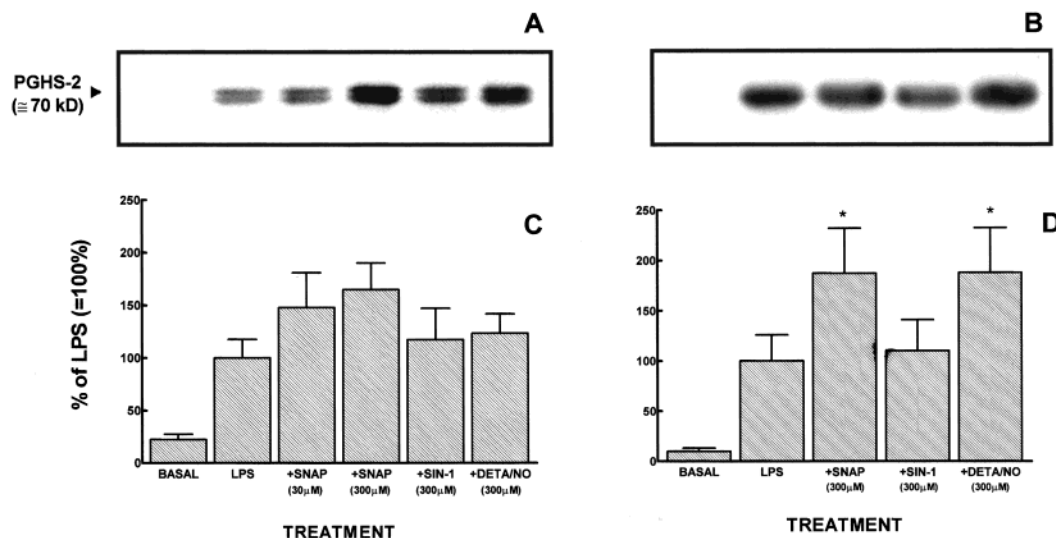 A
B
PGHS-2
(≅ 70 kD)
C
D
% of LPS (=100%)
250
200
150
100
50
0
BASAL LPS +SNAP +SNAP +SIN-1 +DETA/NO
(30μM) (300μM) (300μM) (300μM)
TREATMENT
250
200
150
100
50
0
* *
BASAL LPS +SNAP +SIN-1 +DETA/NO
(300μM) (300μM) (300μM)
TREATMENT